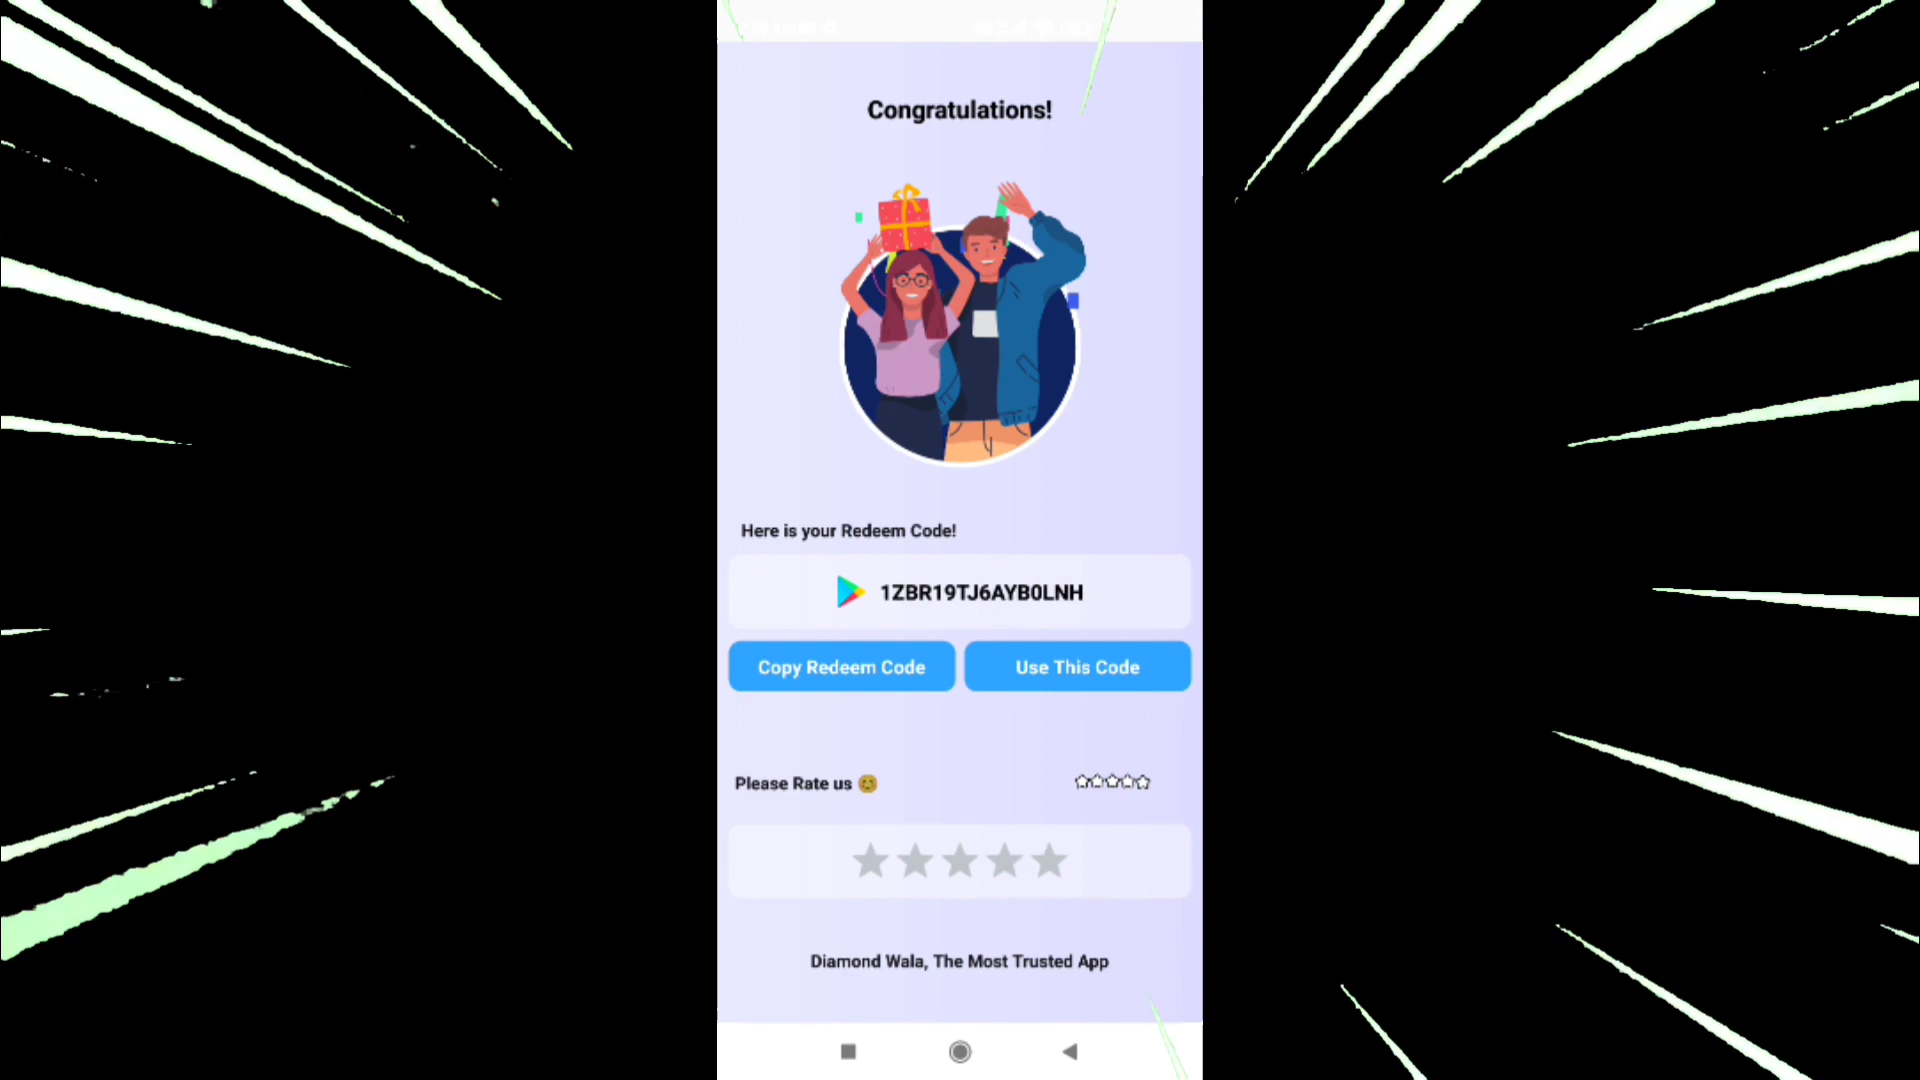 Congratulations!
Here is your Redeem Code!
1ZBR19TJ6AYB0LNH
Copy Redeem Code
Use This Code
Please Rate us 😊
Diamond Wala, The Most Trusted App